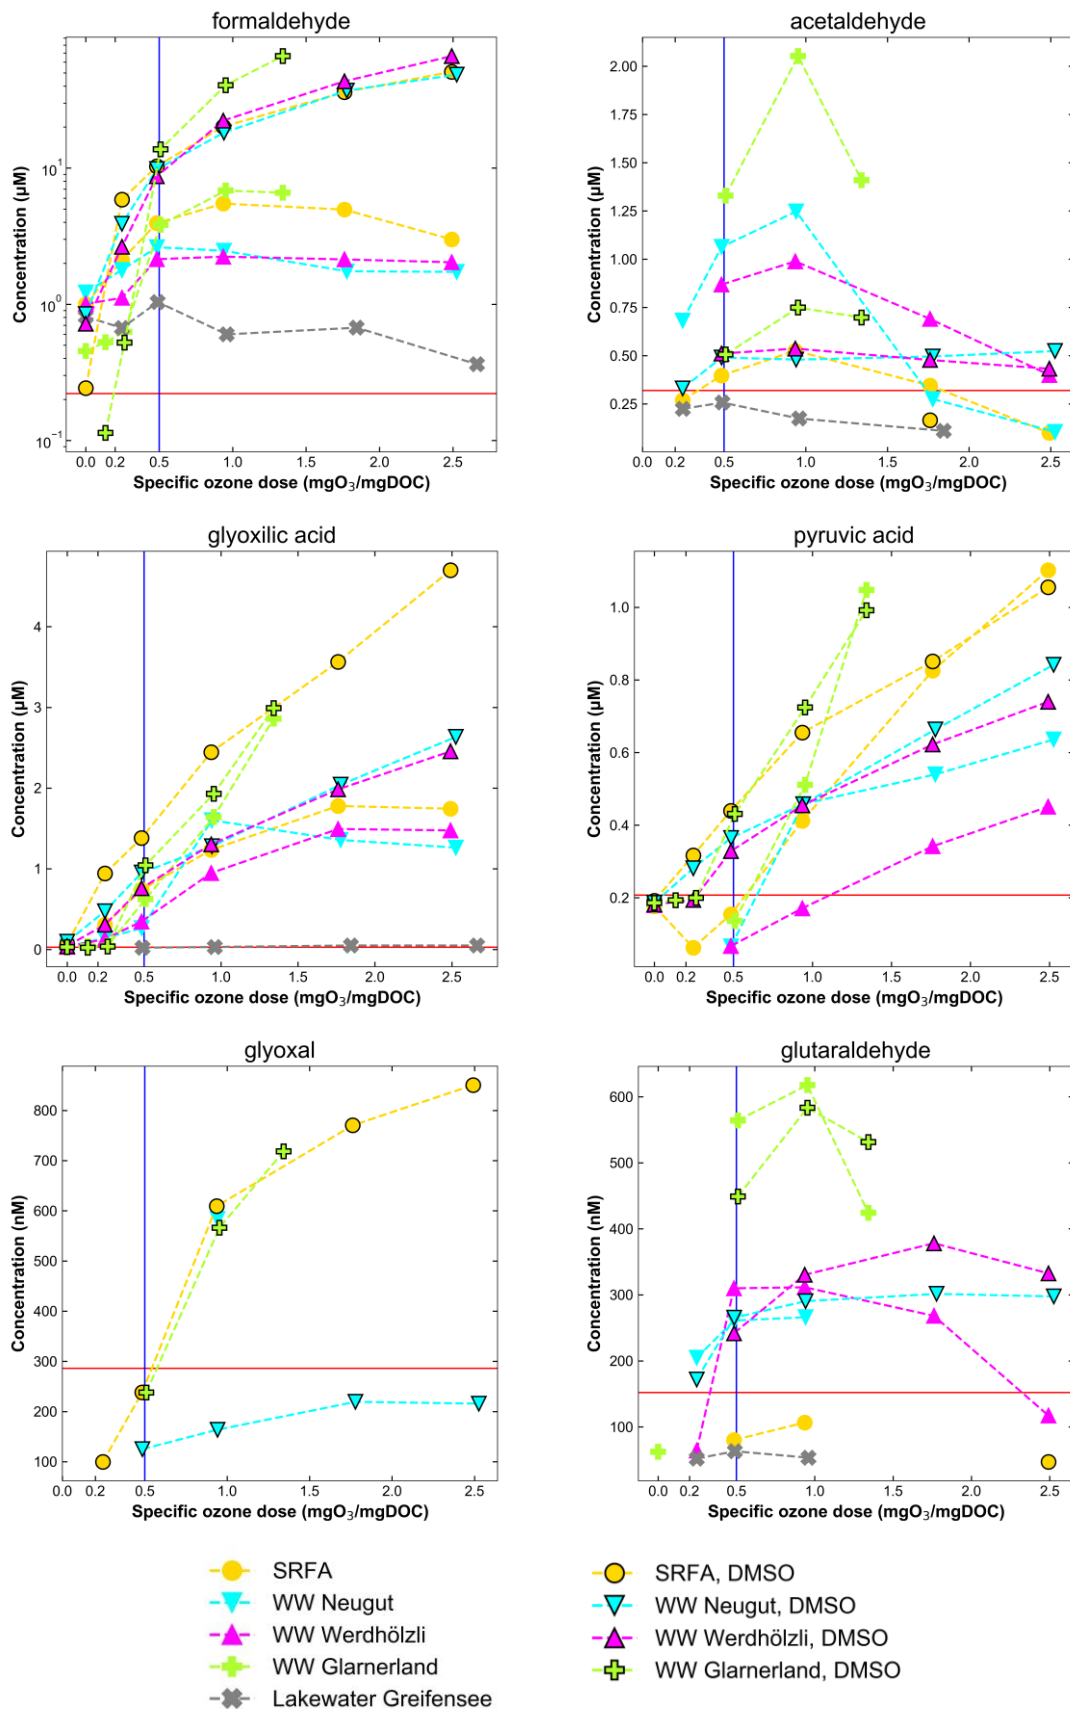 formaldehyde
acetaldehyde
Concentration (µM)
10¹
10⁰
10⁻¹
0.0 0.2 0.5 1.0 1.5 2.0 2.5
Specific ozone dose (mgO₃/mgDOC)
Concentration (µM)
2.00
1.75
1.50
1.25
1.00
0.75
0.50
0.25
0.0 0.2 0.5 1.0 1.5 2.0 2.5
Specific ozone dose (mgO₃/mgDOC)
glyoxilic acid
pyruvic acid
Concentration (µM)
4
3
2
1
0
0.0 0.2 0.5 1.0 1.5 2.0 2.5
Specific ozone dose (mgO₃/mgDOC)
Concentration (µM)
1.0
0.8
0.6
0.4
0.2
0.0 0.2 0.5 1.0 1.5 2.0 2.5
Specific ozone dose (mgO₃/mgDOC)
glyoxal
glutaraldehyde
Concentration (nM)
800
700
600
500
400
300
200
100
0.0 0.2 0.5 1.0 1.5 2.0 2.5
Specific ozone dose (mgO₃/mgDOC)
Concentration (nM)
600
500
400
300
200
100
0.0 0.2 0.5 1.0 1.5 2.0 2.5
Specific ozone dose (mgO₃/mgDOC)
SRFA
WW Neugut
WW Werdhölzli
WW Glarnerland
Lakewater Greifensee
SRFA, DMSO
WW Neugut, DMSO
WW Werdhölzli, DMSO
WW Glarnerland, DMSO